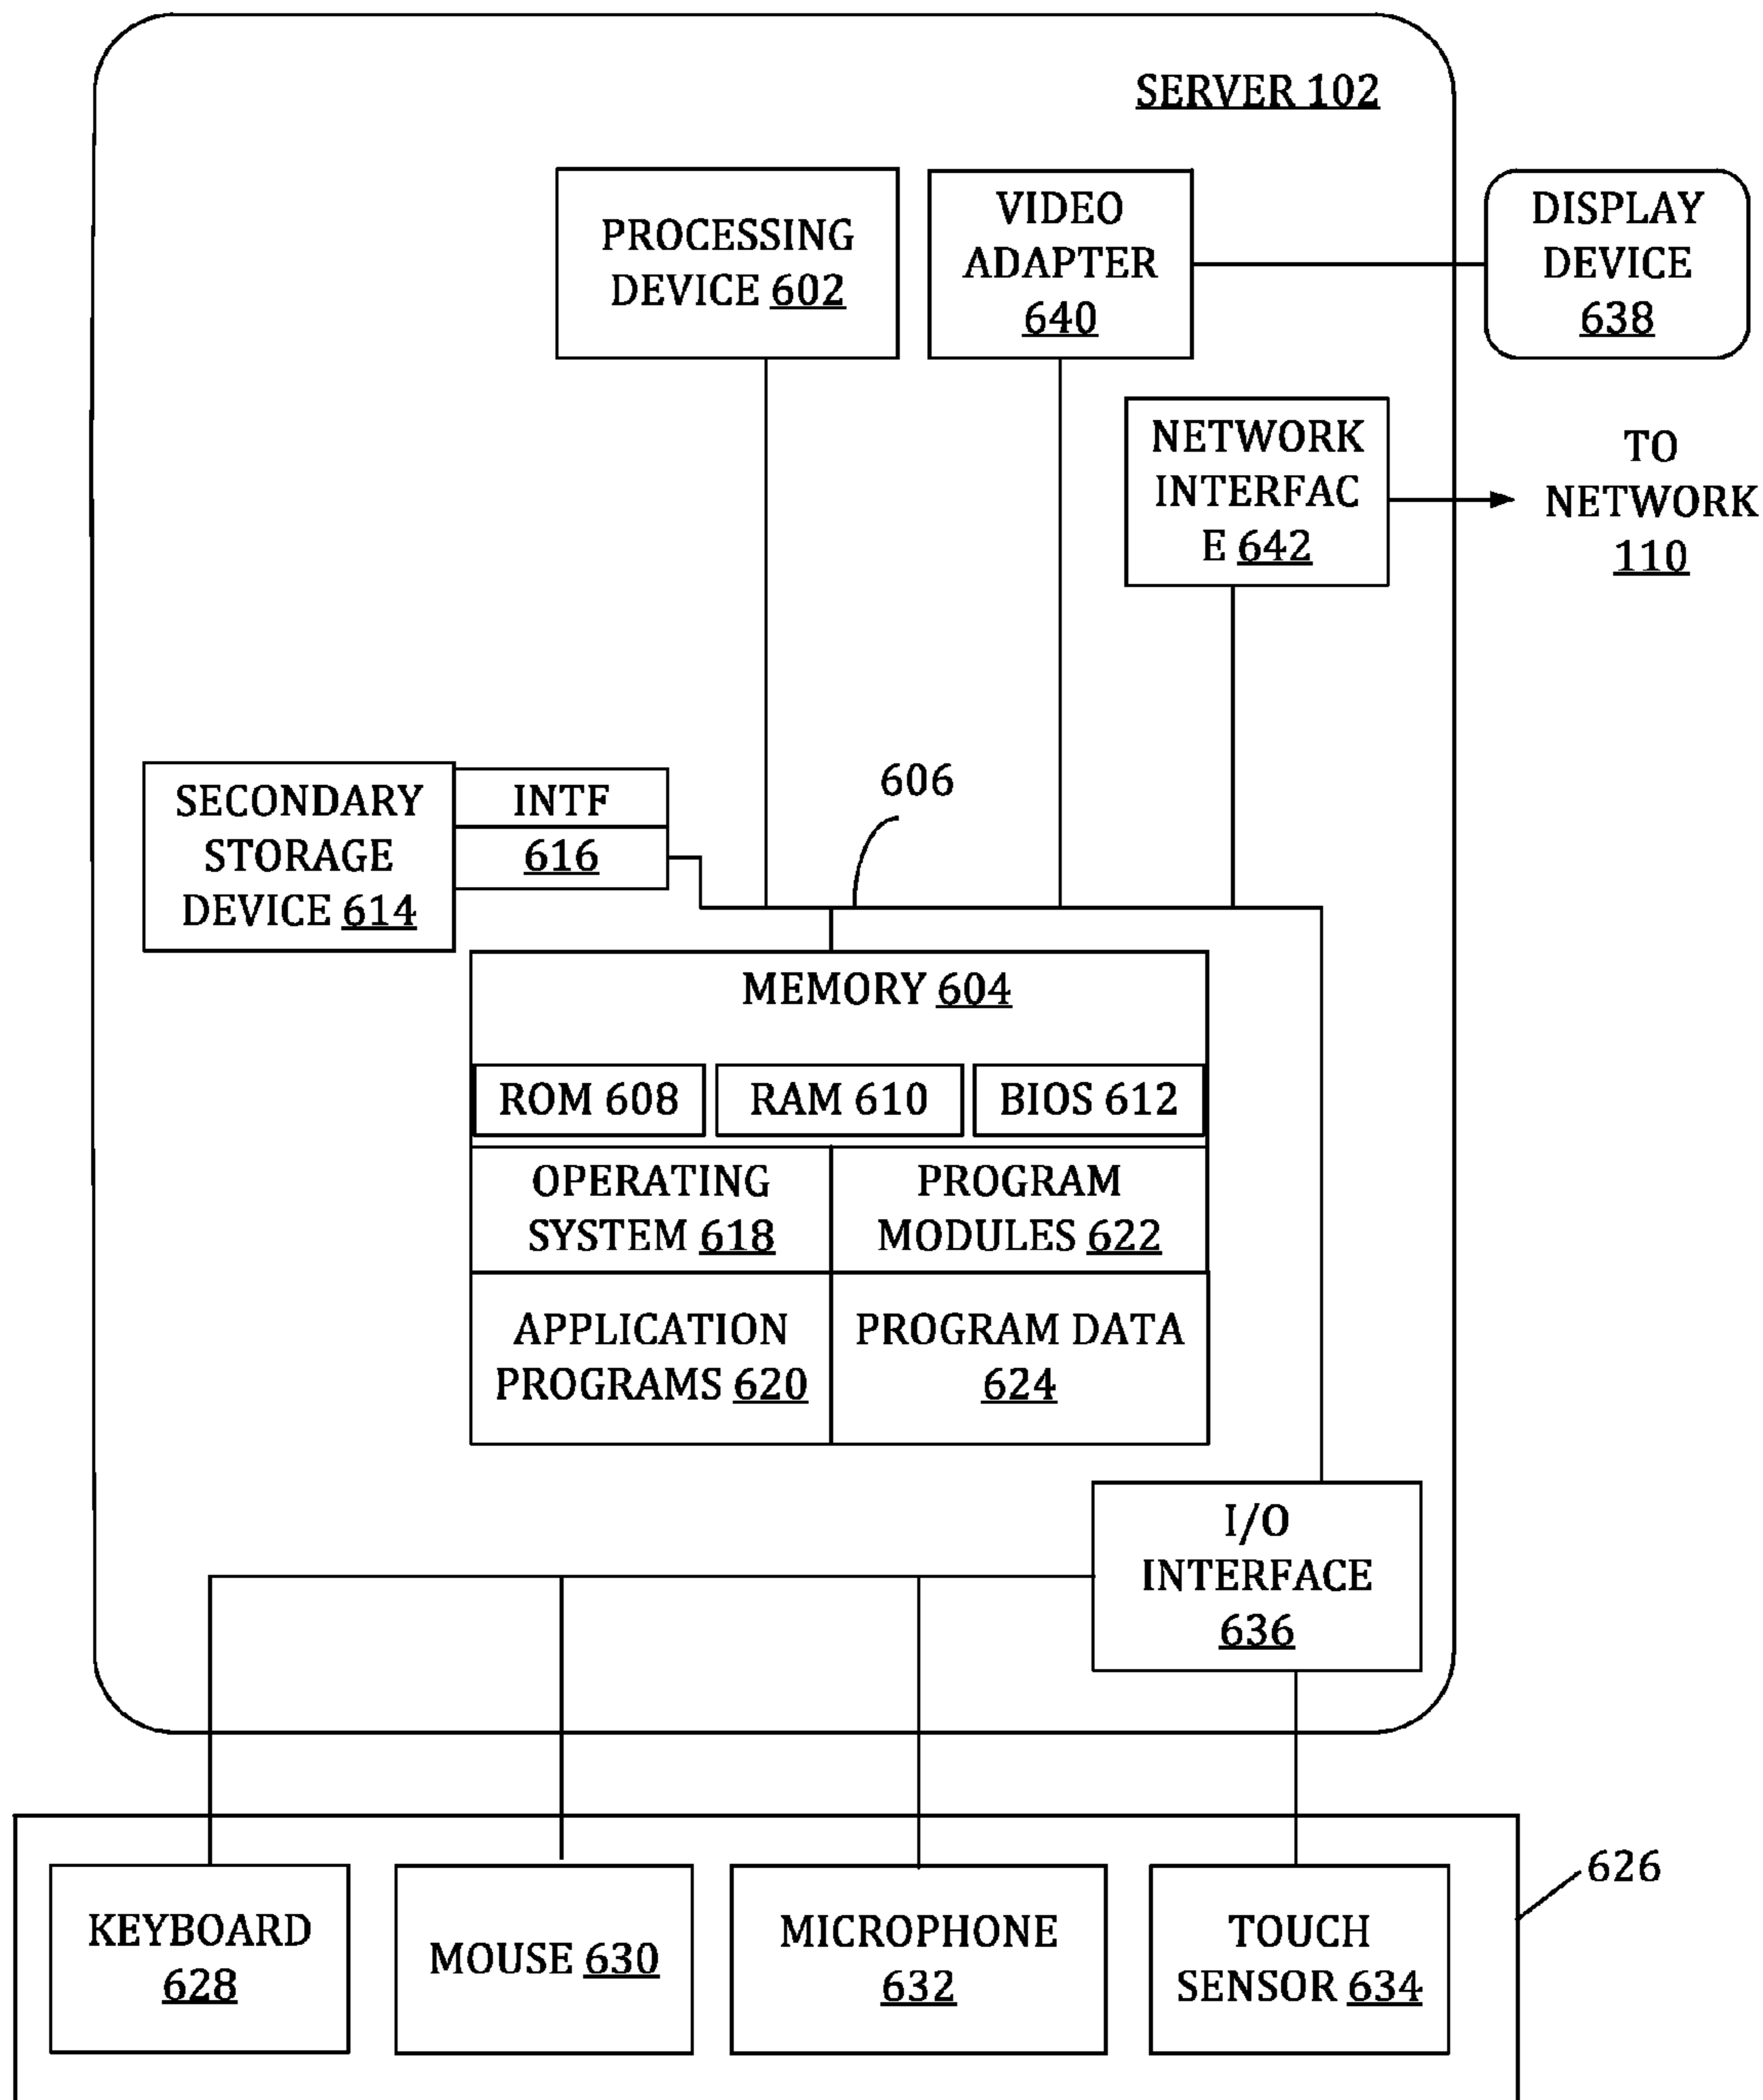 SERVER 102
PROCESSING
DEVICE 602
VIDEO
ADAPTER
640
DISPLAY
DEVICE
638
NETWORK
INTERFAC
E 642
TO
NETWORK
110
SECONDARY
STORAGE
DEVICE 614
INTF
616
606
MEMORY 604
ROM 608
RAM 610
BIOS 612
OPERATING
SYSTEM 618
PROGRAM
MODULES 622
APPLICATION
PROGRAMS 620
PROGRAM DATA
624
I/O
INTERFACE
636
626
KEYBOARD
628
MOUSE 630
MICROPHONE
632
TOUCH
SENSOR 634